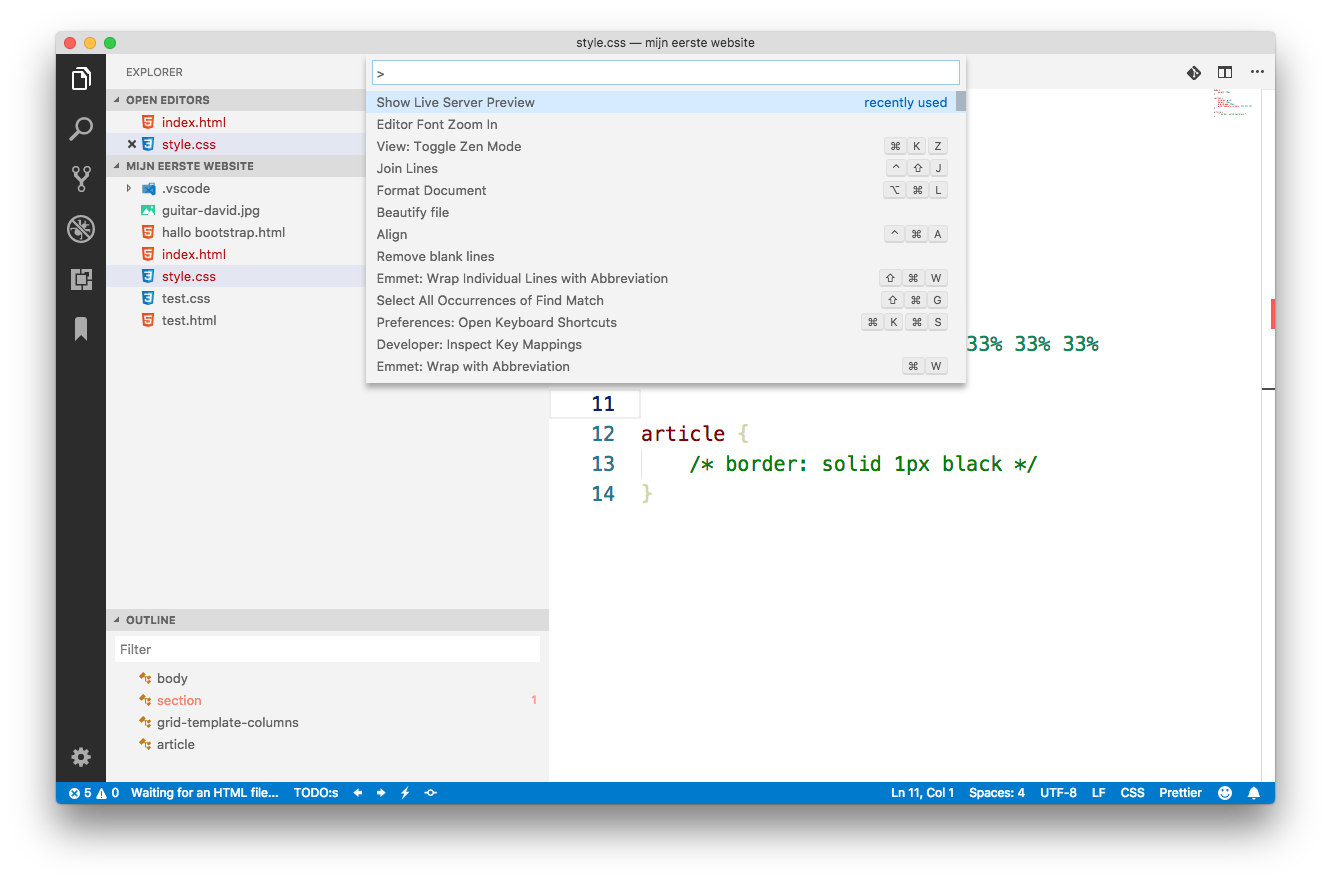 style.css — mijn eerste website
EXPLORER
OPEN EDITORS
index.html
style.css
MIJN EERSTE WEBSITE
.vscode
guitar-david.jpg
hallo bootstrap.html
index.html
style.css
test.css
test.html
>
Show Live Server Preview recently used
Editor Font Zoom In
View: Toggle Zen Mode ⌘ K Z
Join Lines ^ ⇧ J
Format Document ⌥ ⌘ L
Beautify file
Align ^ ⌘ A
Remove blank lines
Emmet: Wrap Individual Lines with Abbreviation ⇧ ⌘ W
Select All Occurrences of Find Match ⇧ ⌘ G
Preferences: Open Keyboard Shortcuts ⌘ K ⌘ S
Developer: Inspect Key Mappings
Emmet: Wrap with Abbreviation ⌘ W
33% 33% 33%
11
12 article {
13 /* border: solid 1px black */
14 }
OUTLINE
Filter
body
section 1
grid-template-columns
article
5 0 Waiting for an HTML file... TODO:s Ln 11, Col 1 Spaces: 4 UTF-8 LF CSS Prettier